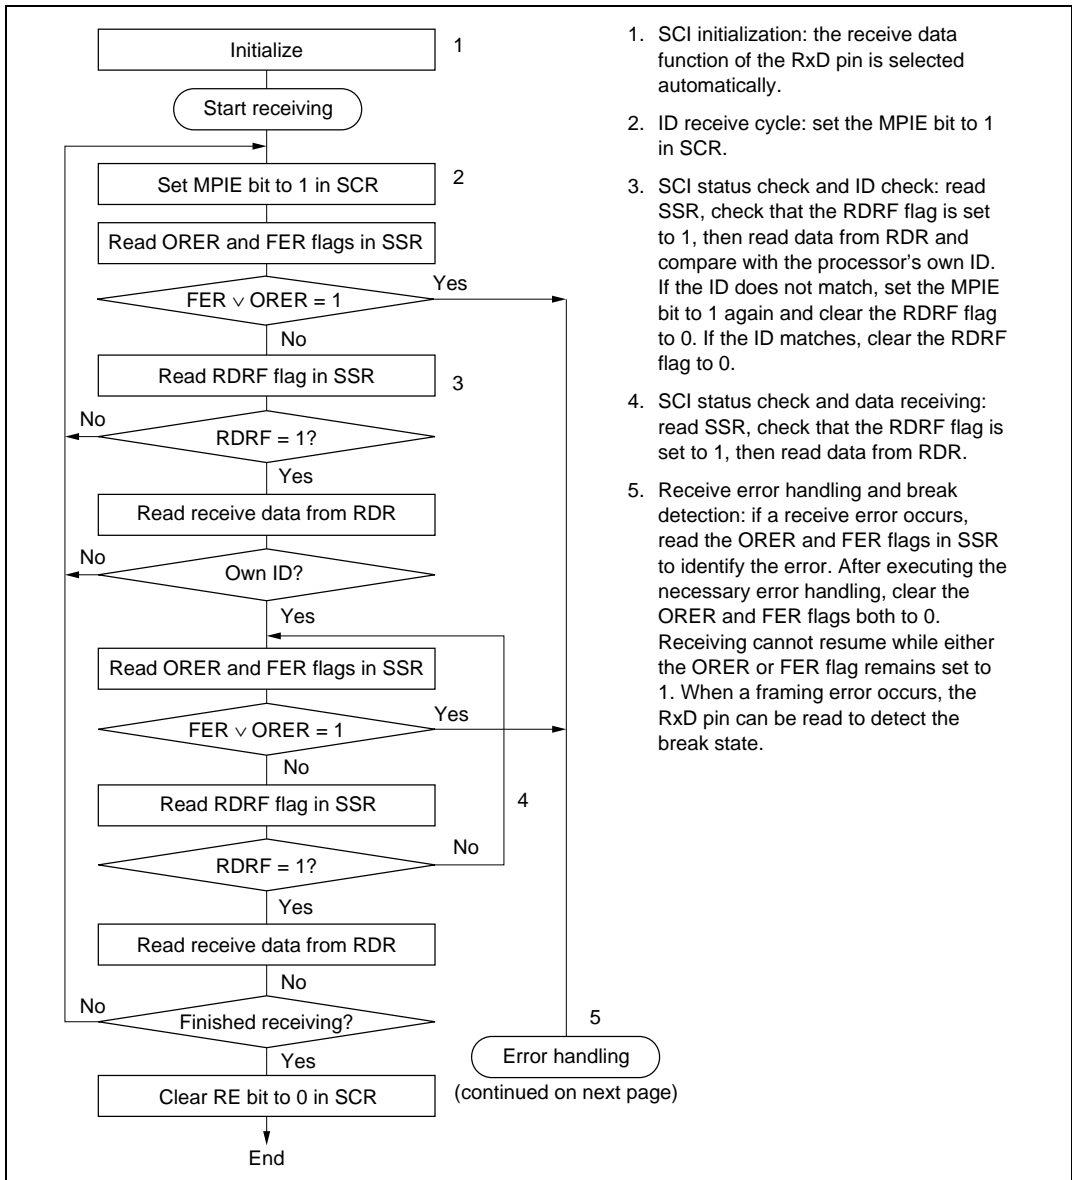 Initialize
1
Start receiving
Set MPIE bit to 1 in SCR
2
Read ORER and FER flags in SSR
FER ∨ ORER = 1
Yes
No
Read RDRF flag in SSR
3
No
RDRF = 1?
Yes
Read receive data from RDR
No
Own ID?
Yes
Read ORER and FER flags in SSR
FER ∨ ORER = 1
Yes
No
Read RDRF flag in SSR
4
No
RDRF = 1?
Yes
Read receive data from RDR
No
No
Finished receiving?
5
Yes
Error handling
Clear RE bit to 0 in SCR
(continued on next page)
End
1. SCI initialization: the receive data
function of the RxD pin is selected
automatically.
2. ID receive cycle: set the MPIE bit to 1
in SCR.
3. SCI status check and ID check: read
SSR, check that the RDRF flag is set
to 1, then read data from RDR and
compare with the processor's own ID.
If the ID does not match, set the MPIE
bit to 1 again and clear the RDRF flag
to 0. If the ID matches, clear the RDRF
flag to 0.
4. SCI status check and data receiving:
read SSR, check that the RDRF flag is
set to 1, then read data from RDR.
5. Receive error handling and break
detection: if a receive error occurs,
read the ORER and FER flags in SSR
to identify the error. After executing the
necessary error handling, clear the
ORER and FER flags both to 0.
Receiving cannot resume while either
the ORER or FER flag remains set to
1. When a framing error occurs, the
RxD pin can be read to detect the
break state.